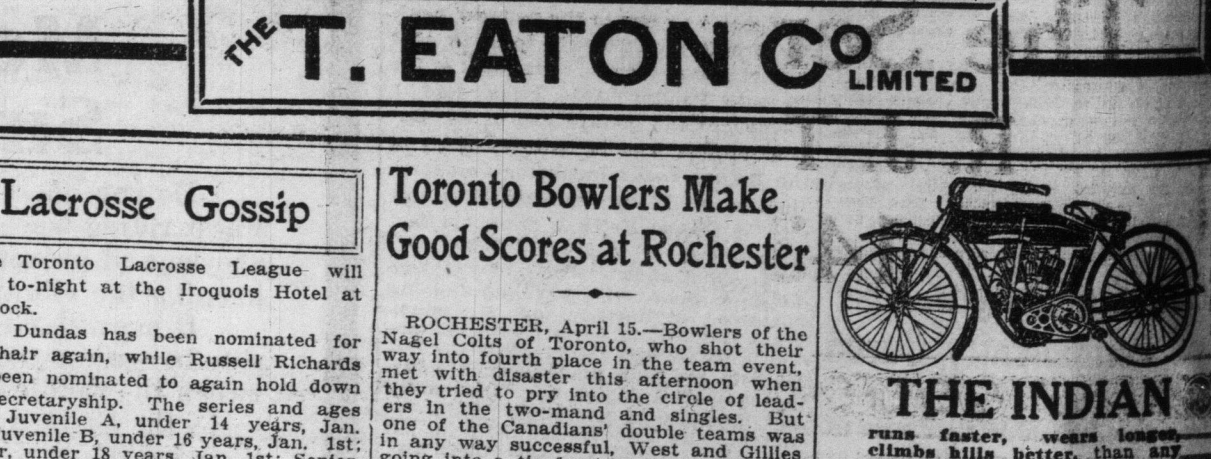 THE T. EATON CO LIMITED
Lacrosse Gossip
Toronto Lacrosse League will
to-night at the Iroquois Hotel at
ock.
Dundas has been nominated for
hair again, while Russell Richards
een nominated to again hold down
ecretaryship. The series and ages
Juvenile A, under 14 years, Jan.
uvenile B, under 16 years, Jan. 1st;
r, under 18 years, Jan. 1st;
Toronto Bowlers Make
Good Scores at Rochester
ROCHESTER, April 15.—Bowlers of the
Nagel Colts of Toronto, who shot their
way into fourth place in the team event,
met with disaster this afternoon when
they tried to pry into the circle of lead-
ers in the two-mand and singles. But
one of the Canadians' double teams was
in any way successful, West and Gillies
going into a
THE INDIAN
runs faster, wears longer,
climbs hills better, than any